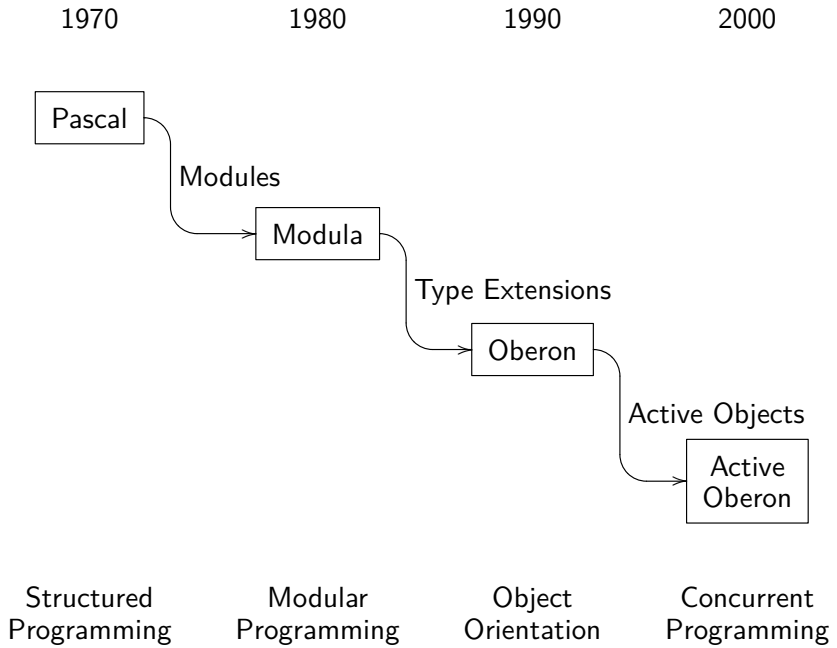 1970 1980 1990 2000
Pascal
Modules
Modula
Type Extensions
Oberon
Active Objects
Active
Oberon
Structured
Programming
Modular
Programming
Object
Orientation
Concurrent
Programming